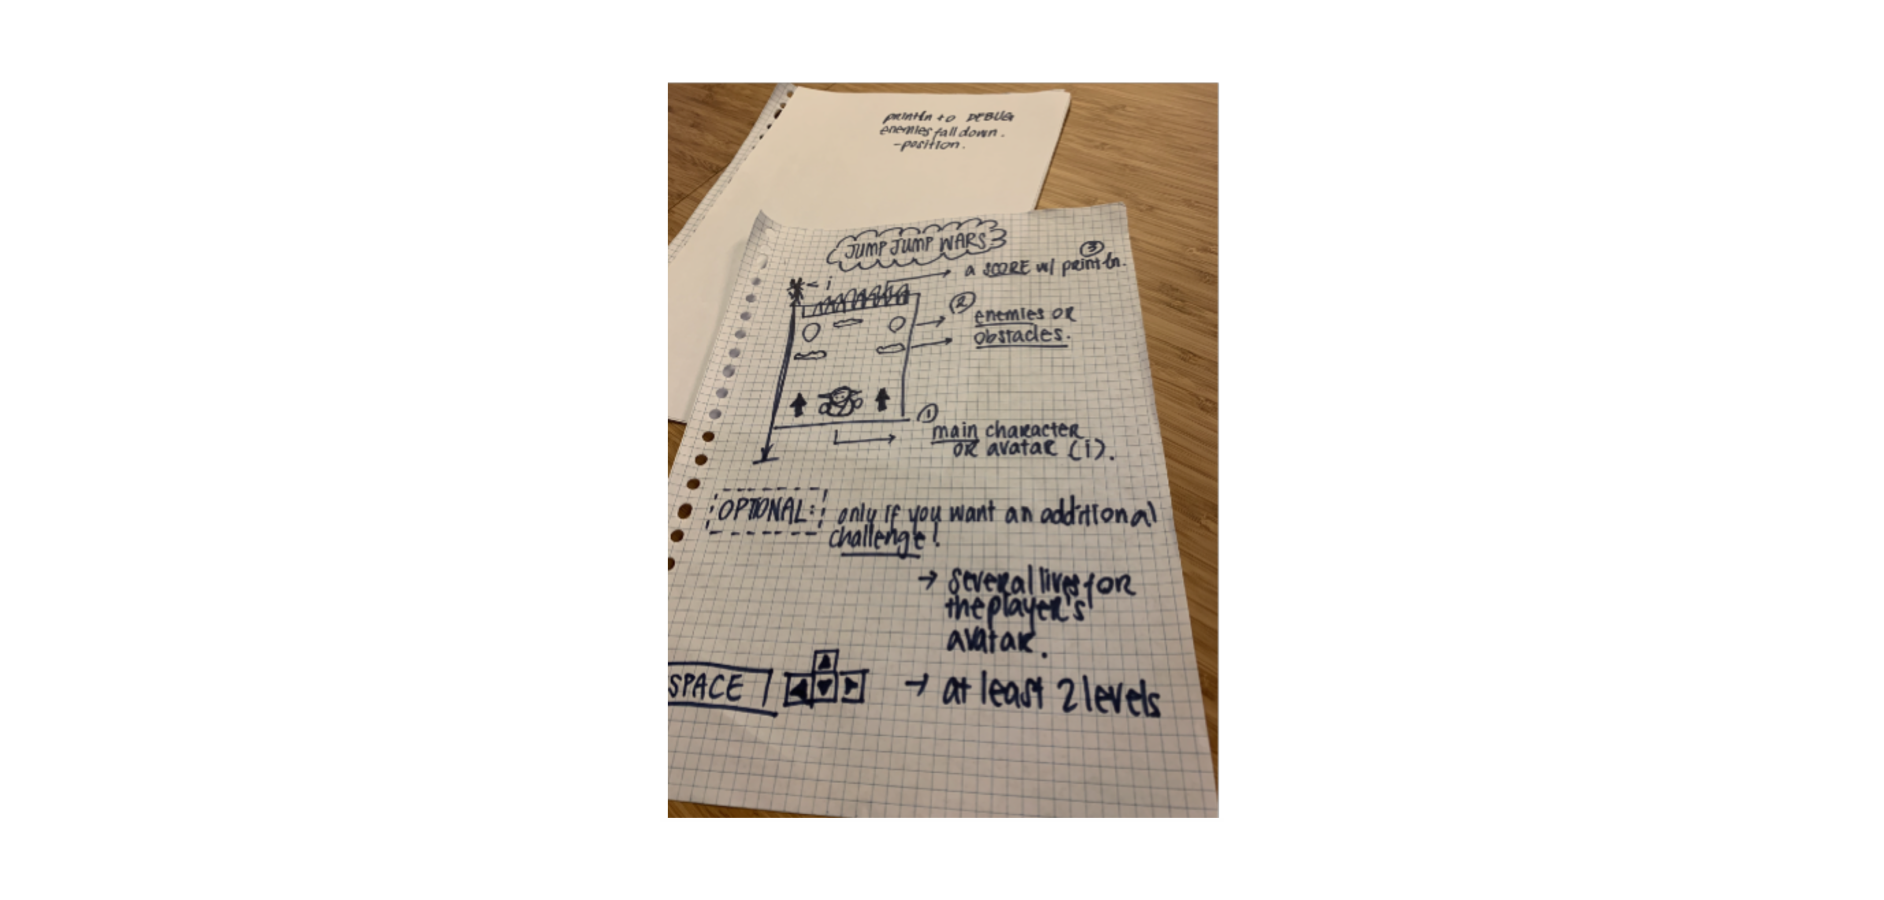 println to DEBUG
enemies fall down.
-position.
JUMP JUMP WARS
③
a SCORE w/ println.
* <- i
②
enemies OR
obstacles.
①
main character
OR avatar (i).
OPTIONAL: only if you want an additional
challenge!
→ several lives for
the player's
avatar.
SPACE
→ at least 2 levels